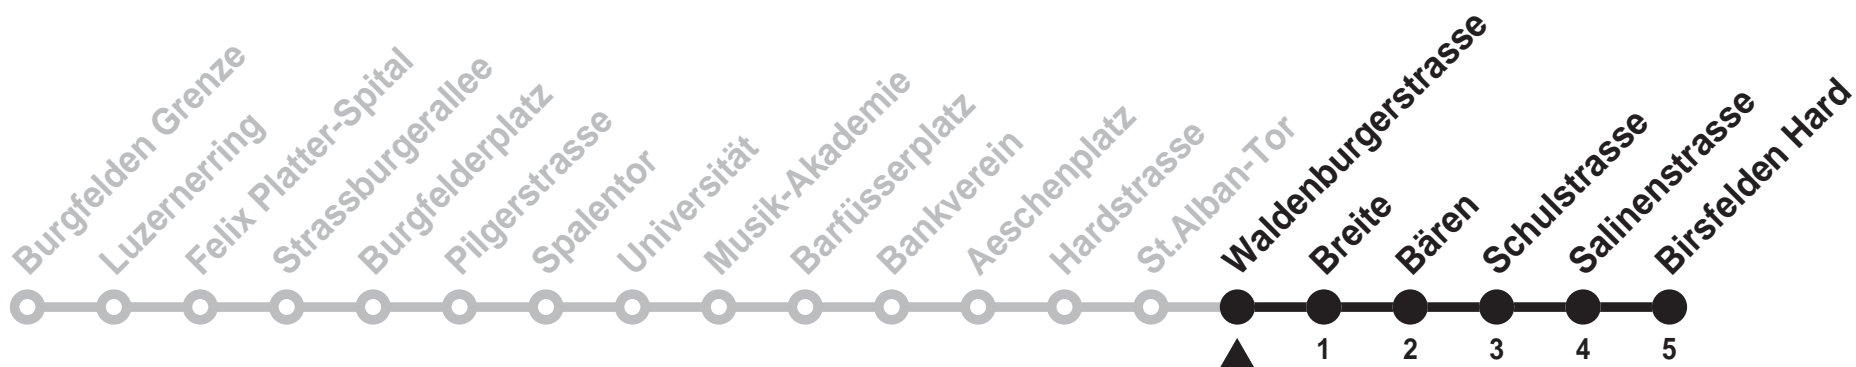 Burgfelden Grenze
Luzernerring
Felix Platter-Spital
Strassburgerallee
Burgfelderplatz
Pilgerstrasse
Spalentor
Universität
Musik-Akademie
Barfüsserplatz
Bankverein
Aeschenplatz
Hardstrasse
St.Alban-Tor
Waldenburgerstrasse
Breite
Bären
Schulstrasse
Salinenstrasse
Birsfelden Hard
1 2 3 4 5